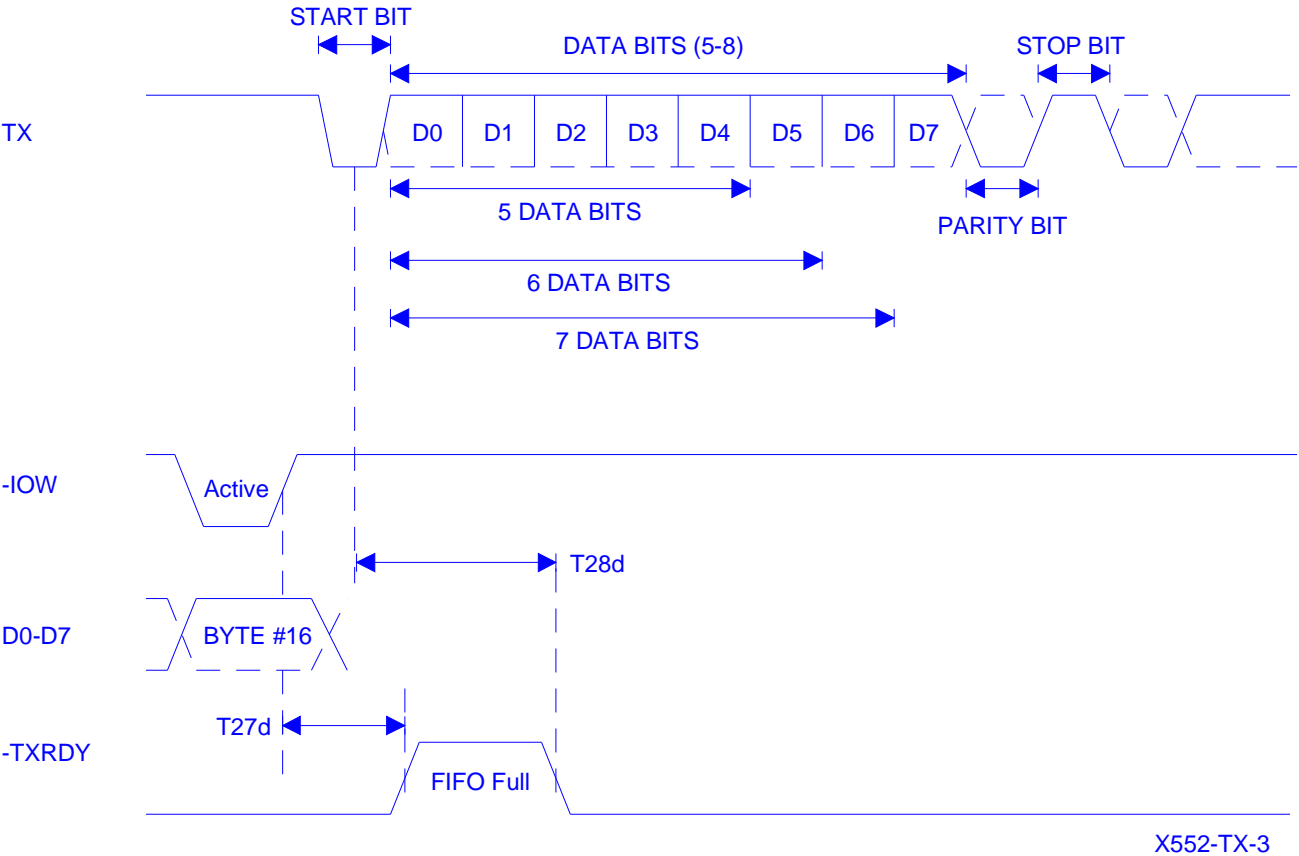 START BIT
DATA BITS (5-8)
STOP BIT
TX
D0
D1
D2
D3
D4
D5
D6
D7
5 DATA BITS
PARITY BIT
6 DATA BITS
7 DATA BITS
-IOW
Active
T28d
D0-D7
BYTE #16
T27d
-TXRDY
FIFO Full
X552-TX-3